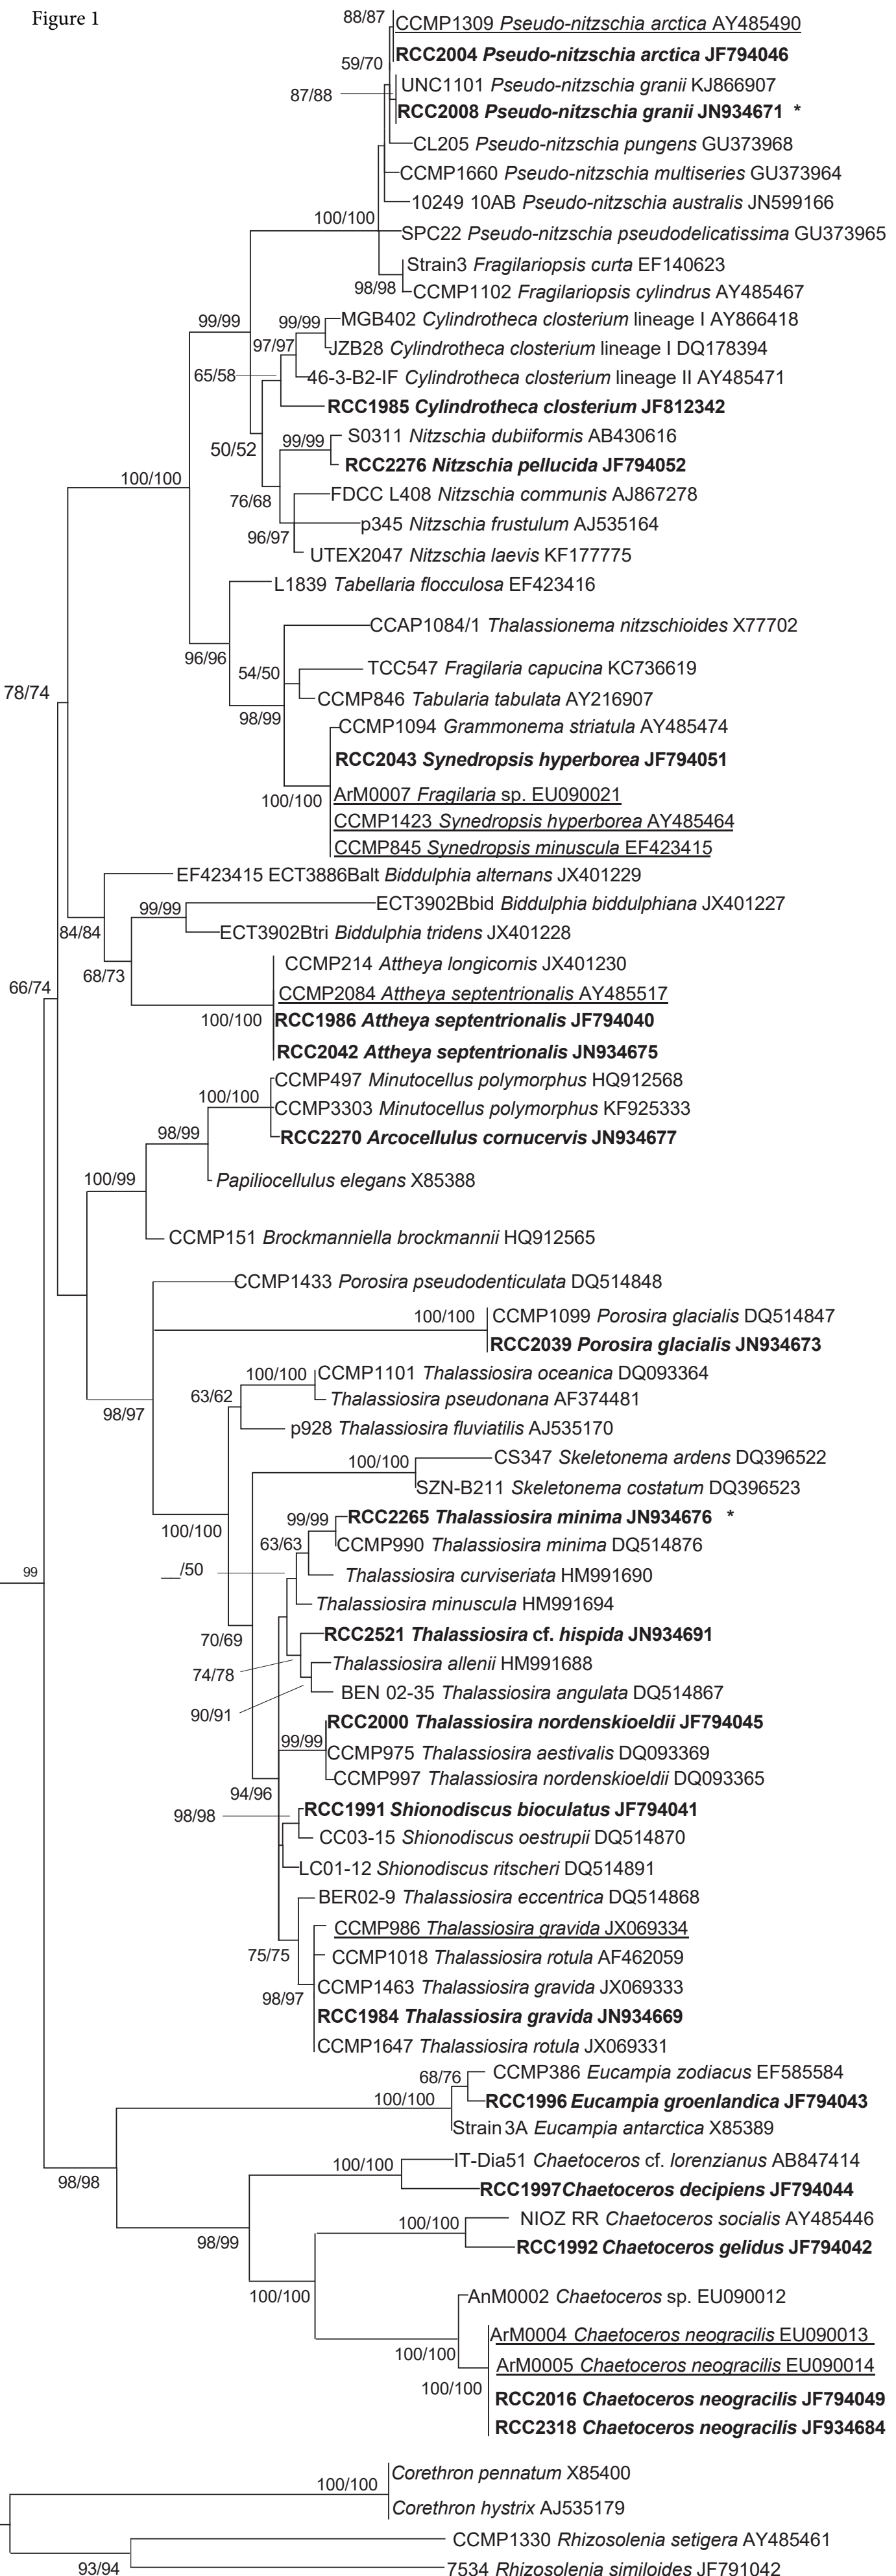 Figure 1
88/87
CCMP1309 Pseudo-nitzschia arctica AY485490
RCC2004 Pseudo-nitzschia arctica JF794046
59/70
UNC1101 Pseudo-nitzschia granii KJ866907
87/88
RCC2008 Pseudo-nitzschia granii JN934671 *
CL205 Pseudo-nitzschia pungens GU373968
CCMP1660 Pseudo-nitzschia multiseries GU373964
10249 10AB Pseudo-nitzschia australis JN599166
100/100
SPC22 Pseudo-nitzschia pseudodelicatissima GU373965
Strain3 Fragilariopsis curta EF140623
98/98
CCMP1102 Fragilariopsis cylindrus AY485467
99/99
99/99
MGB402 Cylindrotheca closterium lineage I AY866418
97/97
JZB28 Cylindrotheca closterium lineage I DQ178394
65/58
46-3-B2-IF Cylindrotheca closterium lineage II AY485471
RCC1985 Cylindrotheca closterium JF812342
50/52
99/99
S0311 Nitzschia dubiiformis AB430616
RCC2276 Nitzschia pellucida JF794052
100/100
76/68
FDCC L408 Nitzschia communis AJ867278
p345 Nitzschia frustulum AJ535164
96/97
UTEX2047 Nitzschia laevis KF177775
L1839 Tabellaria flocculosa EF423416
CCAP1084/1 Thalassionema nitzschioides X77702
96/96
54/50
TCC547 Fragilaria capucina KC736619
78/74
CCMP846 Tabularia tabulata AY216907
98/99
CCMP1094 Grammonema striatula AY485474
RCC2043 Synedropsis hyperborea JF794051
100/100
ArM0007 Fragilaria sp. EU090021
CCMP1423 Synedropsis hyperborea AY485464
CCMP845 Synedropsis minuscula EF423415
EF423415 ECT3886Balt Biddulphia alternans JX401229
99/99
ECT3902Bbid Biddulphia biddulphiana JX401227
84/84
ECT3902Btri Biddulphia tridens JX401228
68/73
CCMP214 Attheya longicornis JX401230
66/74
CCMP2084 Attheya septentrionalis AY485517
100/100
RCC1986 Attheya septentrionalis JF794040
RCC2042 Attheya septentrionalis JN934675
CCMP497 Minutocellus polymorphus HQ912568
100/100
CCMP3303 Minutocellus polymorphus KF925333
98/99
RCC2270 Arcocellulus cornucervis JN934677
100/99
Papiliocellulus elegans X85388
CCMP151 Brockmanniella brockmannii HQ912565
CCMP1433 Porosira pseudodenticulata DQ514848
100/100
CCMP1099 Porosira glacialis DQ514847
RCC2039 Porosira glacialis JN934673
100/100
CCMP1101 Thalassiosira oceanica DQ093364
63/62
Thalassiosira pseudonana AF374481
98/97
p928 Thalassiosira fluviatilis AJ535170
100/100
CS347 Skeletonema ardens DQ396522
SZN-B211 Skeletonema costatum DQ396523
99/99
RCC2265 Thalassiosira minima JN934676 *
100/100
63/63
CCMP990 Thalassiosira minima DQ514876
__/50
Thalassiosira curviseriata HM991690
99
Thalassiosira minuscula HM991694
70/69
RCC2521 Thalassiosira cf. hispida JN934691
74/78
Thalassiosira allenii HM991688
BEN 02-35 Thalassiosira angulata DQ514867
90/91
RCC2000 Thalassiosira nordenskioeldii JF794045
99/99
CCMP975 Thalassiosira aestivalis DQ093369
CCMP997 Thalassiosira nordenskioeldii DQ093365
94/96
98/98
RCC1991 Shionodiscus bioculatus JF794041
CC03-15 Shionodiscus oestrupii DQ514870
LC01-12 Shionodiscus ritscheri DQ514891
BER02-9 Thalassiosira eccentrica DQ514868
CCMP986 Thalassiosira gravida JX069334
75/75
CCMP1018 Thalassiosira rotula AF462059
CCMP1463 Thalassiosira gravida JX069333
98/97
RCC1984 Thalassiosira gravida JN934669
CCMP1647 Thalassiosira rotula JX069331
68/76
CCMP386 Eucampia zodiacus EF585584
100/100
RCC1996 Eucampia groenlandica JF794043
Strain 3A Eucampia antarctica X85389
98/98
100/100
IT-Dia51 Chaetoceros cf. lorenzianus AB847414
RCC1997 Chaetoceros decipiens JF794044
98/99
100/100
NIOZ RR Chaetoceros socialis AY485446
RCC1992 Chaetoceros gelidus JF794042
100/100
AnM0002 Chaetoceros sp. EU090012
ArM0004 Chaetoceros neogracilis EU090013
100/100
ArM0005 Chaetoceros neogracilis EU090014
100/100
RCC2016 Chaetoceros neogracilis JF794049
RCC2318 Chaetoceros neogracilis JF934684
100/100
Corethron pennatum X85400
Corethron hystrix AJ535179
CCMP1330 Rhizosolenia setigera AY485461
93/94
7534 Rhizosolenia similoides JF791042